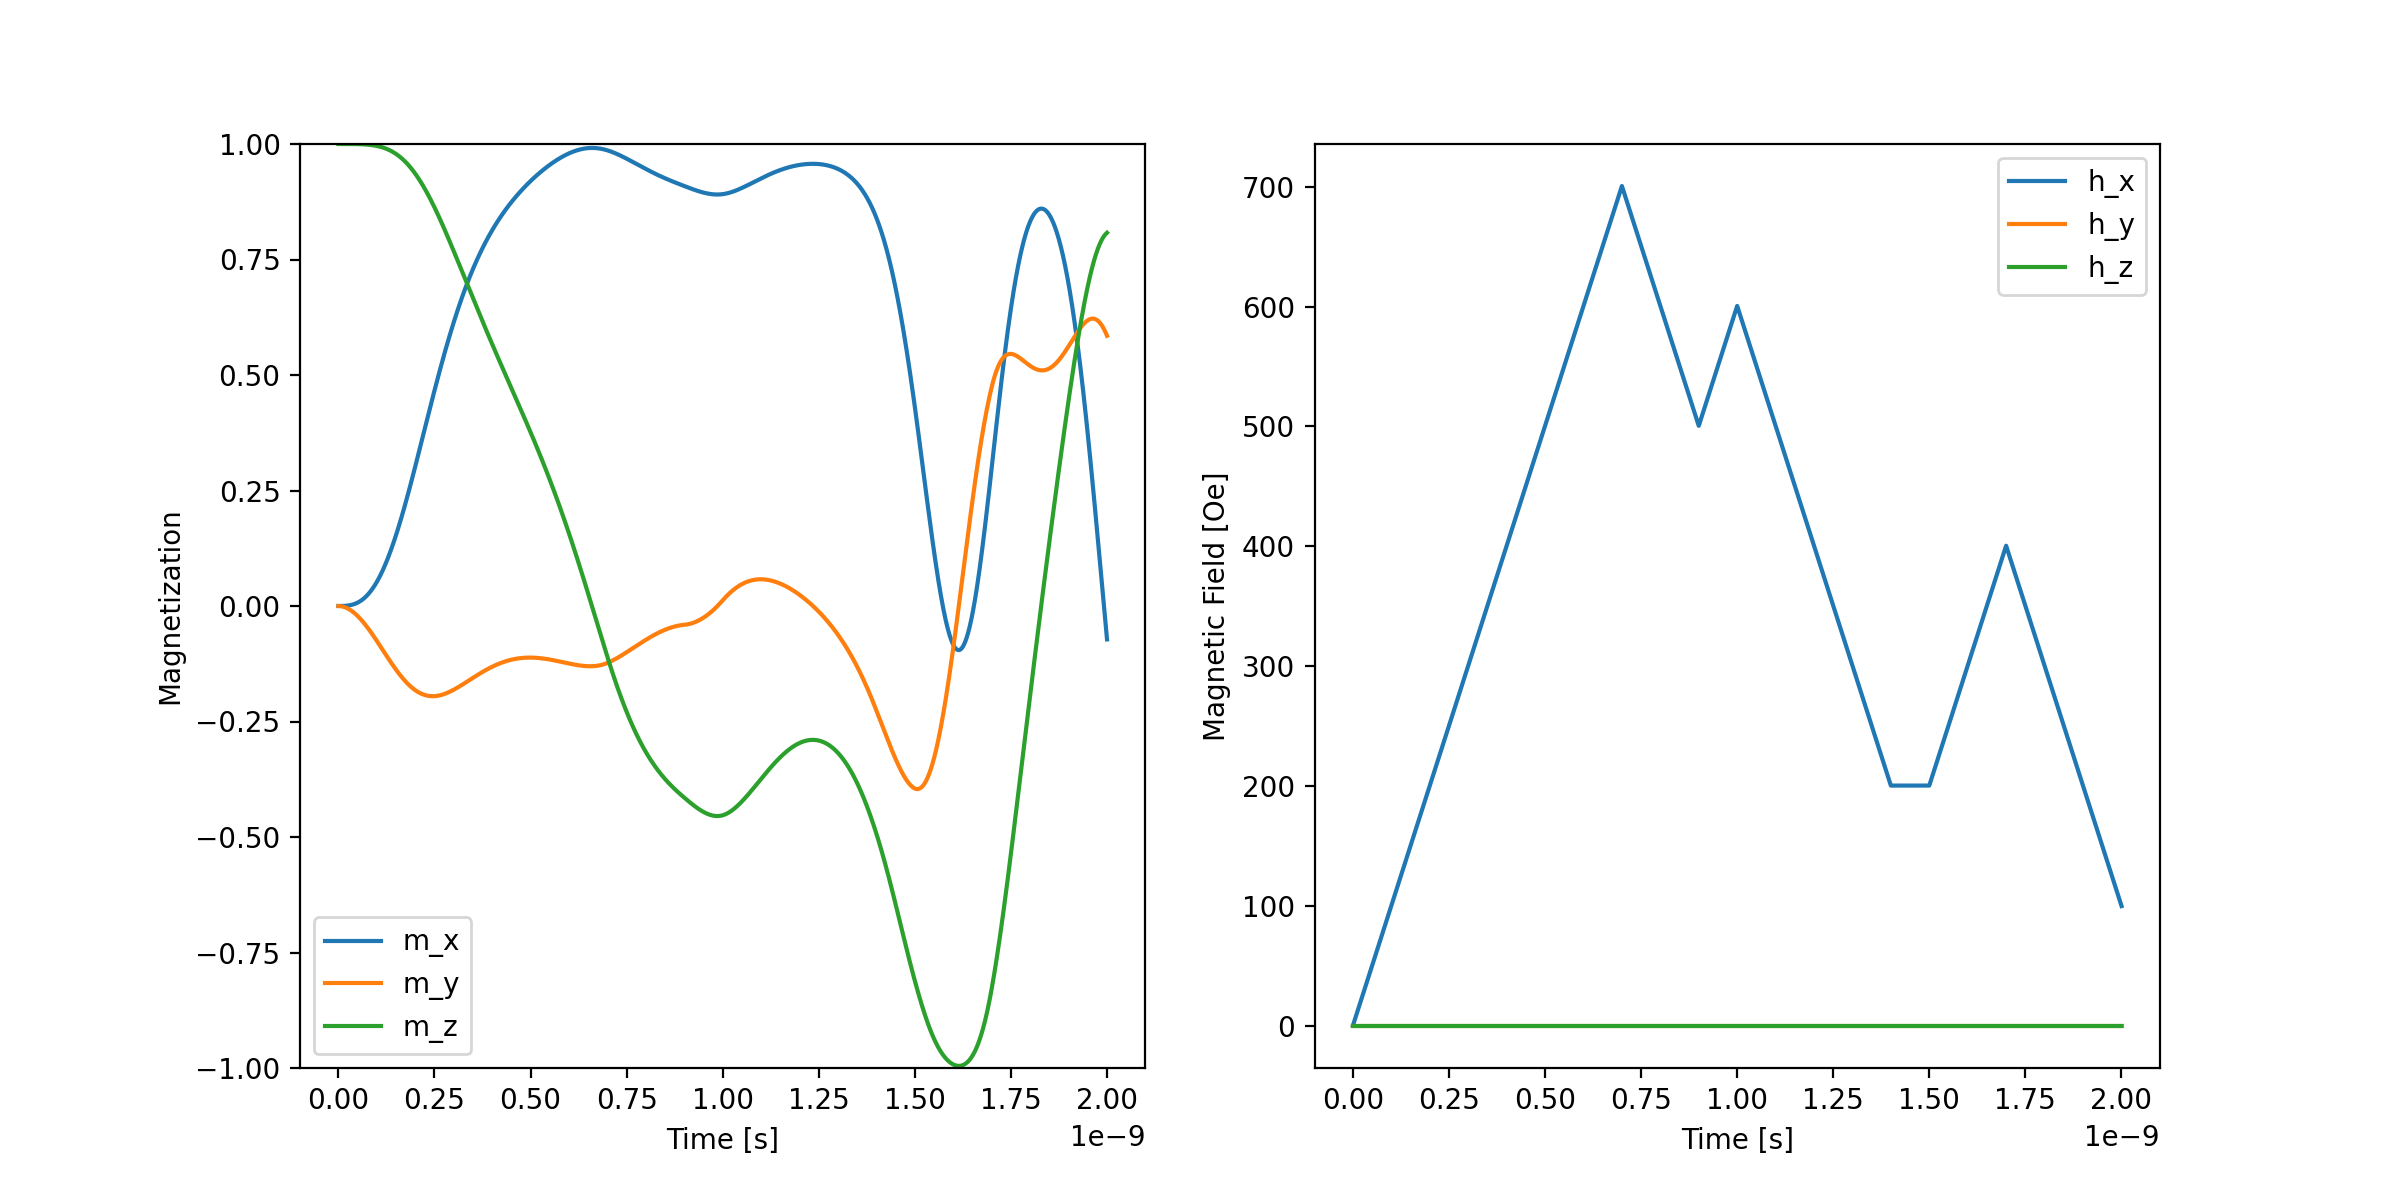 1.00
0.75
0.50
0.25
0.00
−0.25
−0.50
−0.75
−1.00
Magnetization
m_x
m_y
m_z
0.00 0.25 0.50 0.75 1.00 1.25 1.50 1.75 2.00
Time [s]
1e−9
700
600
500
400
300
200
100
0
Magnetic Field [Oe]
h_x
h_y
h_z
0.00 0.25 0.50 0.75 1.00 1.25 1.50 1.75 2.00
Time [s]
1e−9